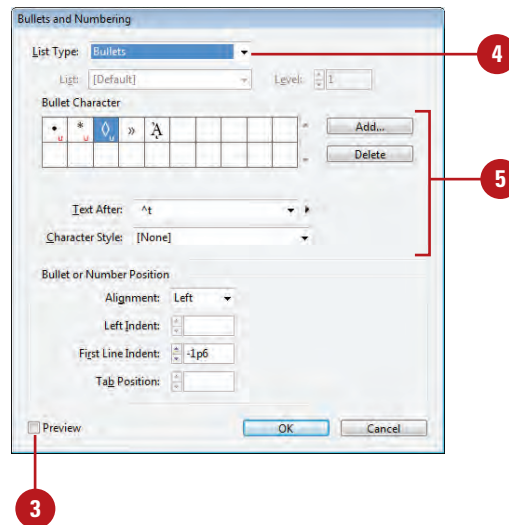 Bullets and Numbering
List Type: Bullets
4
List: [Default] Level: 1
Bullet Character
• u * u ◊ u » Ą Add...
Delete
5
Text After: ^t
Character Style: [None]
Bullet or Number Position
Alignment: Left
Left Indent:
First Line Indent: -1p6
Tab Position:
Preview OK Cancel
3